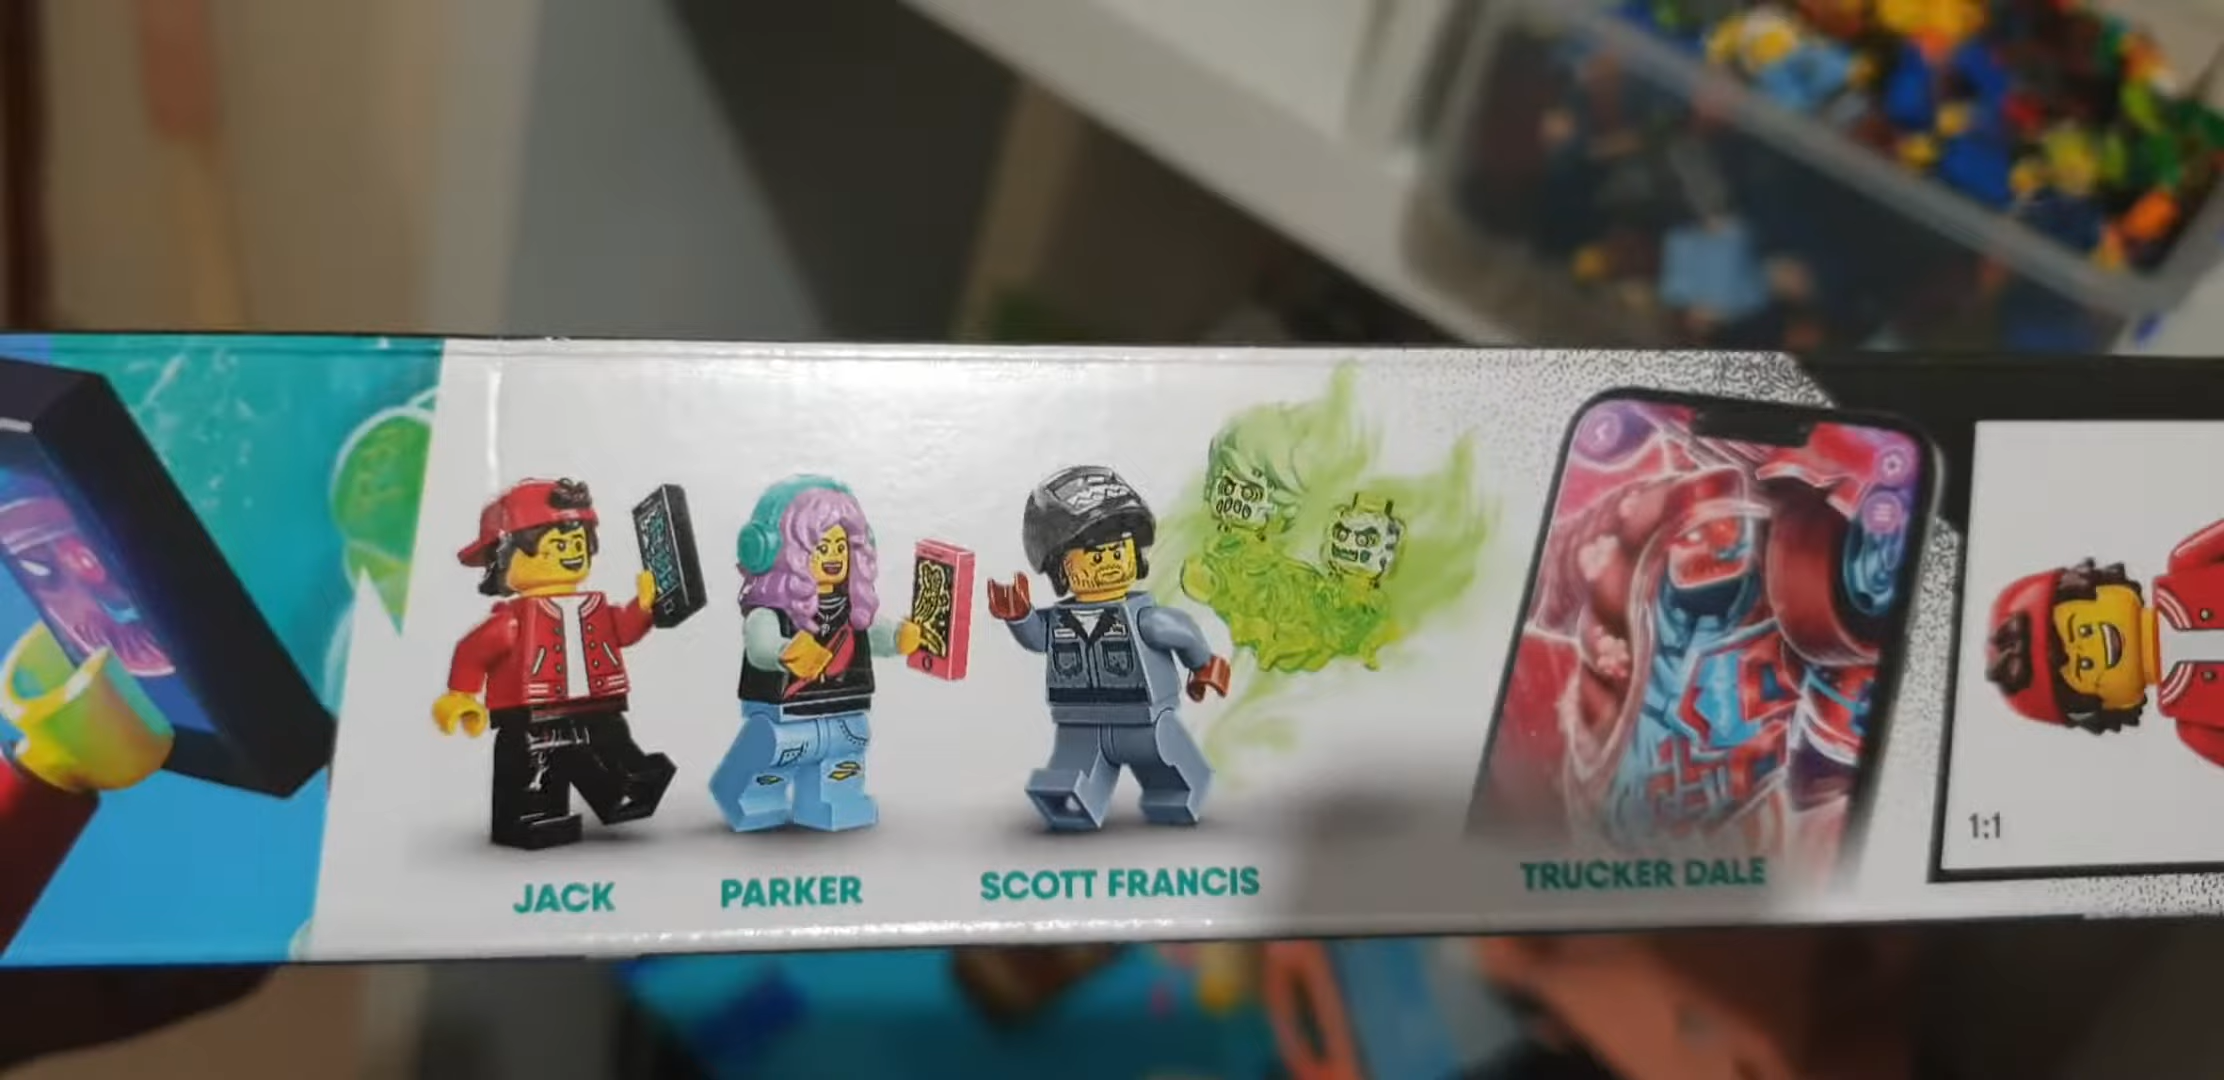 JACK
PARKER
SCOTT FRANCIS
TRUCKER DALE
1:1